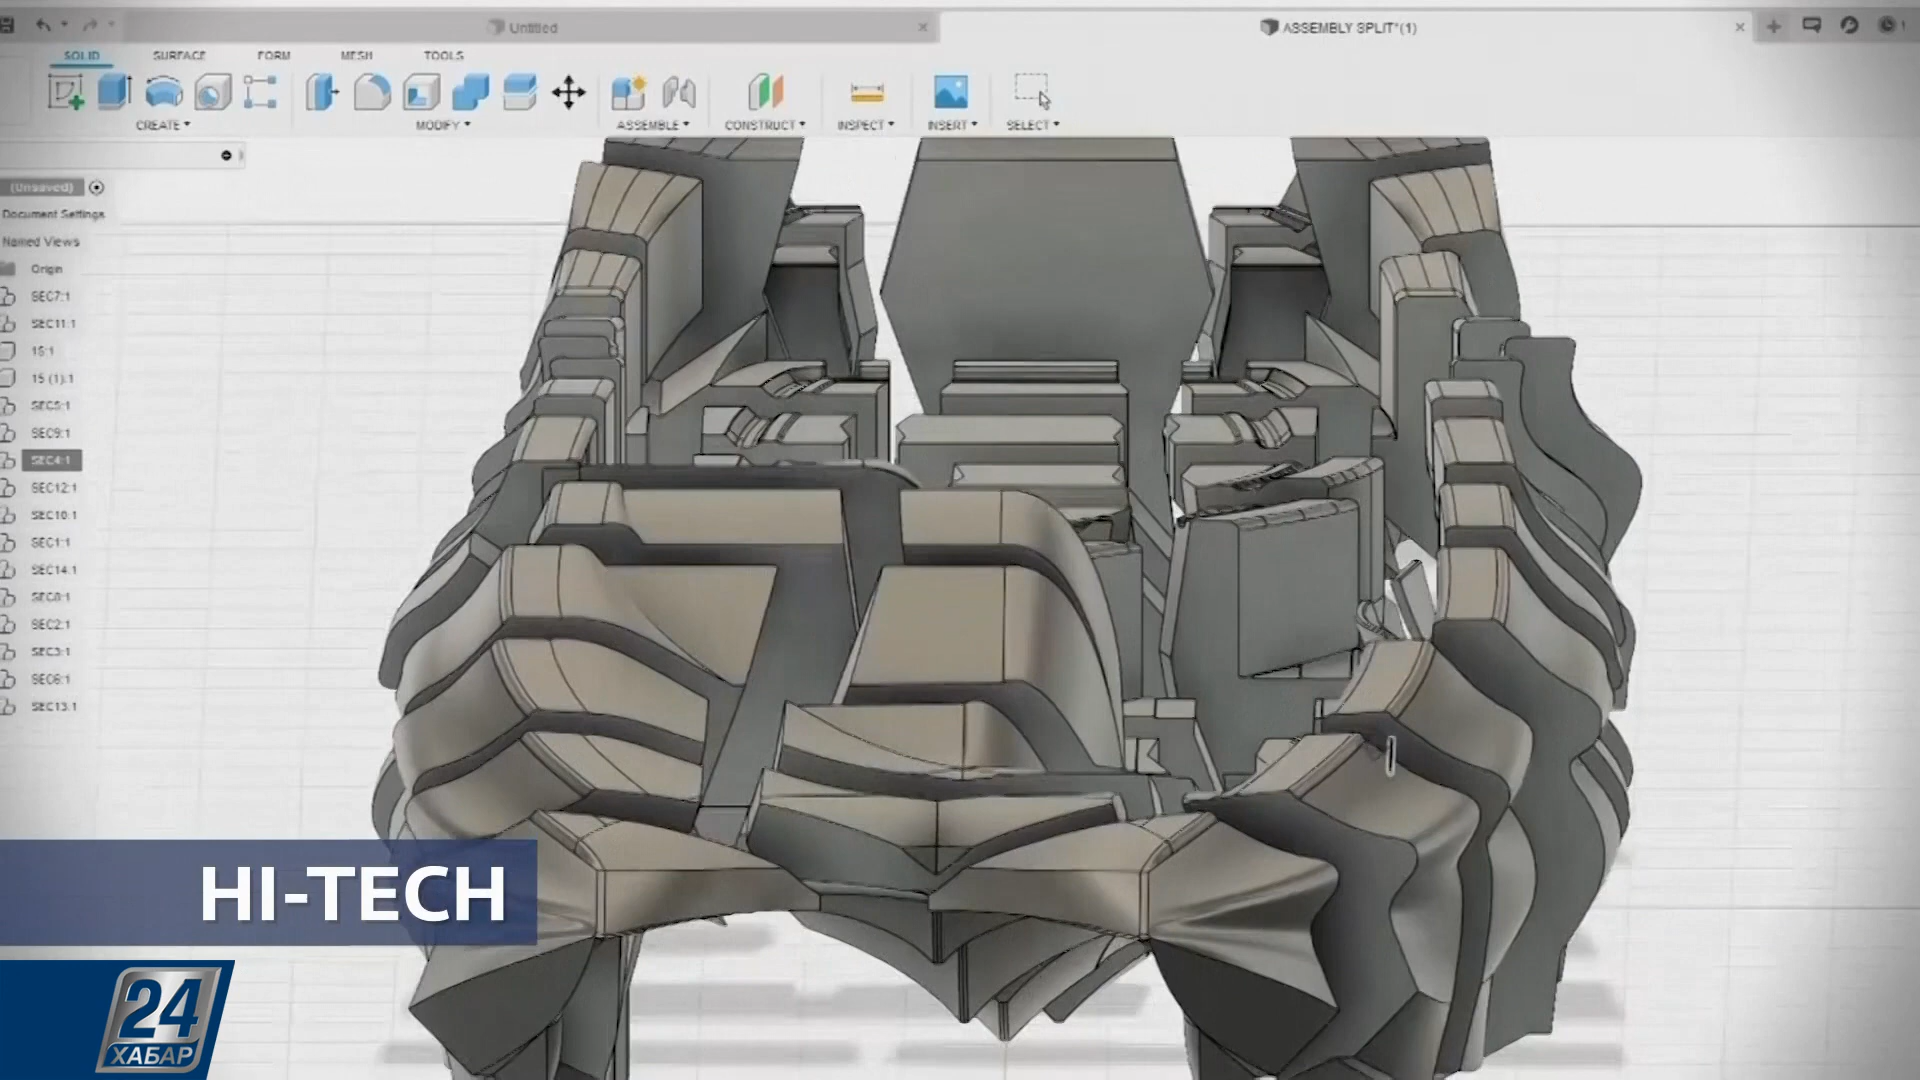 Untitled
ASSEMBLY SPLIT*(1)
SOLID SURFACE FORM MESH TOOLS
CREATE MODIFY ASSEMBLE CONSTRUCT INSPECT INSERT SELECT
(Unsaved)
Document Settings
Named Views
Origin
SEC7:1
SEC11:1
15:1
15 (1):1
SEC5:1
SEC9:1
SEC4:1
SEC12:1
SEC10:1
SEC1:1
SEC14:1
SEC8:1
SEC2:1
SEC3:1
SEC6:1
SEC13:1
HI-TECH
24
ХАБАР